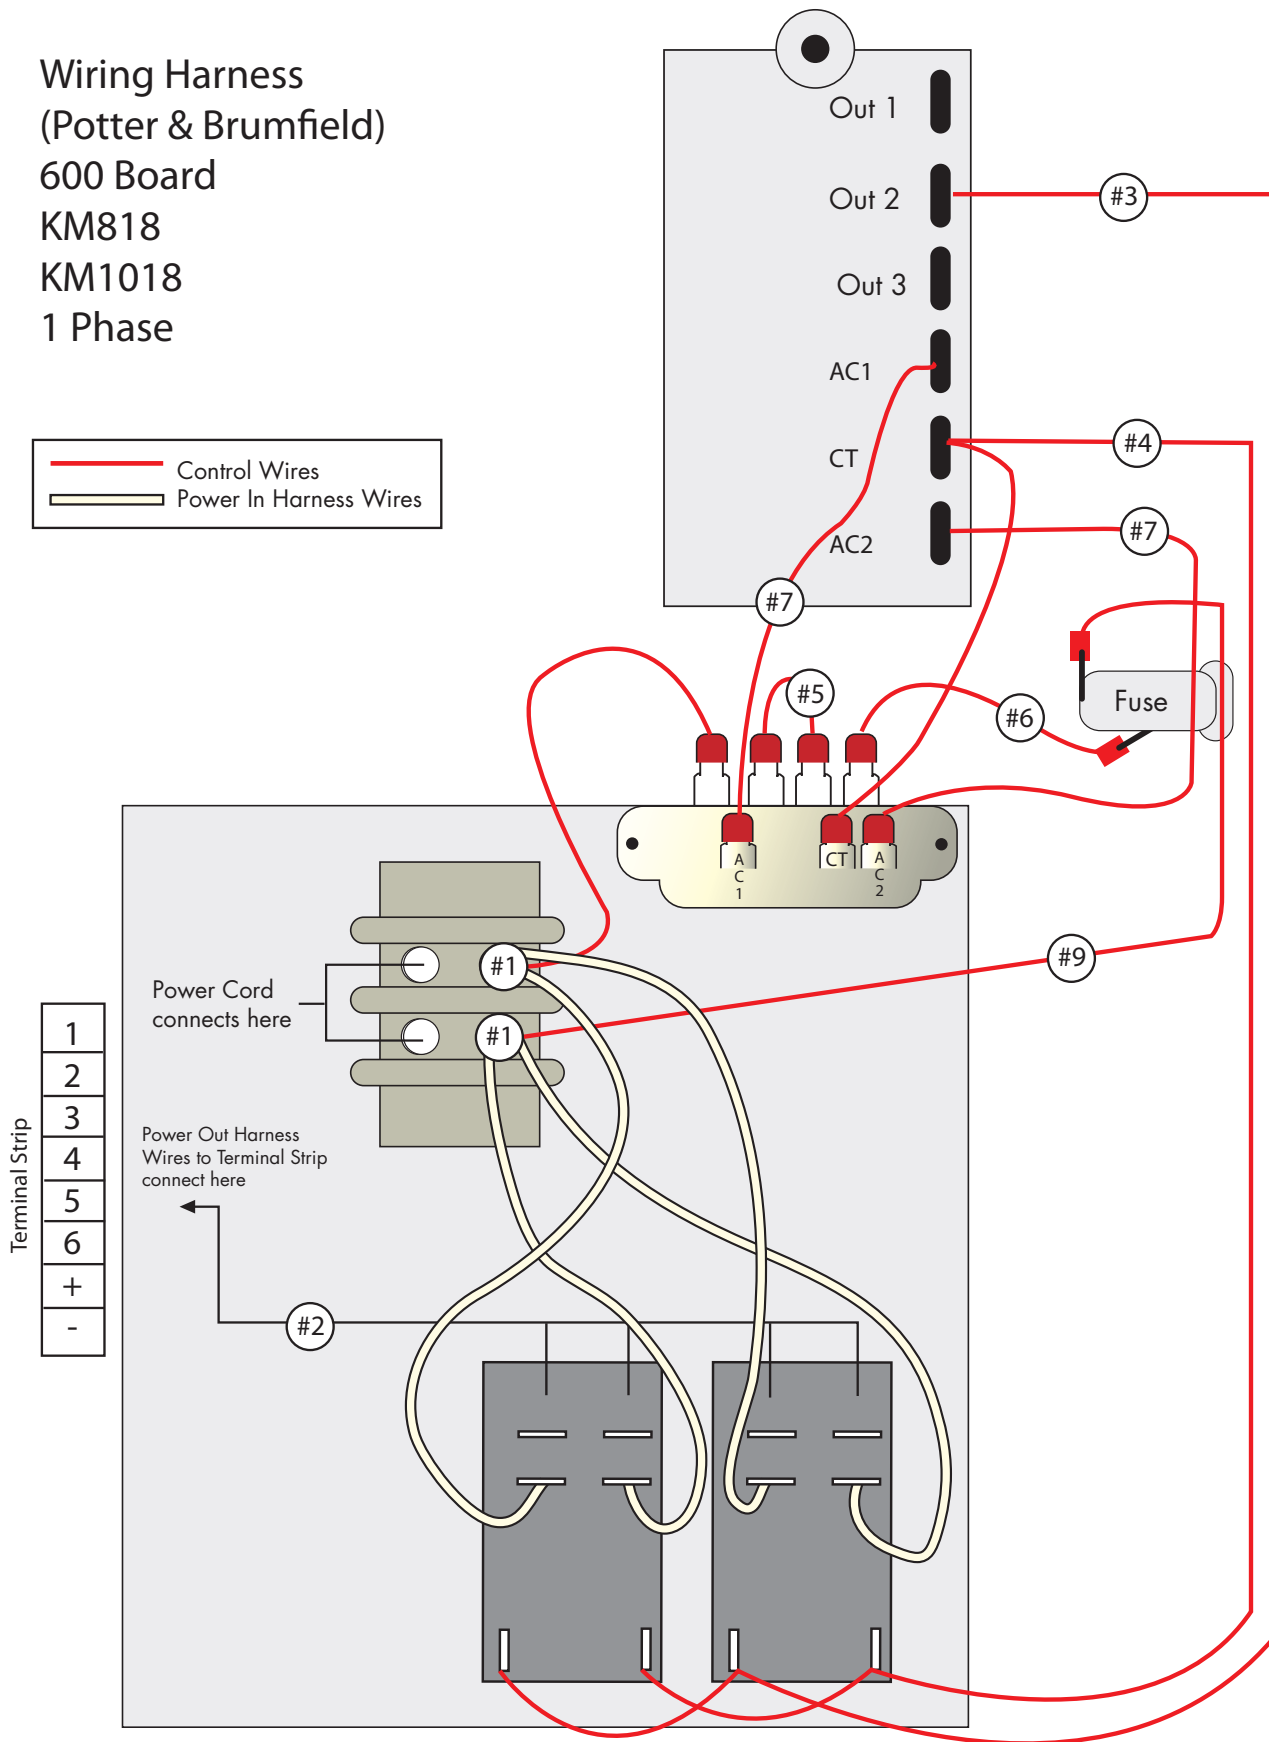 Wiring Harness
(Potter & Brumfield)
600 Board
KM818
KM1018
1 Phase
Control Wires
Power In Harness Wires
Out 1
Out 2
#3
Out 3
AC1
CT
#4
AC2
#7
#7
#5
#6
Fuse
AC1
CT
AC2
#1
#9
Power Cord
connects here
#1
Terminal Strip
1
2
3
4
5
6
+
-
Power Out Harness
Wires to Terminal Strip
connect here
#2